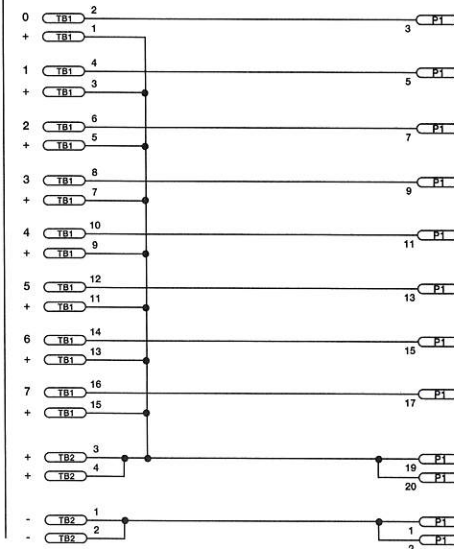 0 TB1 2 3 P1
+ TB1 1
1 TB1 4 5 P1
+ TB1 3
2 TB1 6 7 P1
+ TB1 5
3 TB1 8 9 P1
+ TB1 7
4 TB1 10 11 P1
+ TB1 9
5 TB1 12 13 P1
+ TB1 11
6 TB1 14 15 P1
+ TB1 13
7 TB1 16 17 P1
+ TB1 15
+ TB2 3 19 P1
+ TB2 4 20 P1
- TB2 1 1 P1
- TB2 2 2 P1